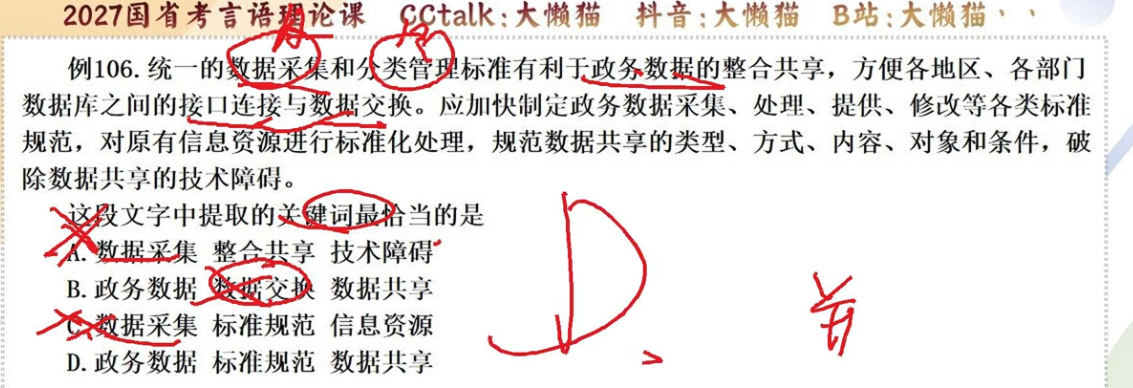 2027国省考言语理论课 CCtalk:大懒猫 抖音:大懒猫 B站:大懒猫
例106.统一的数据采集和分类管理标准有利于政务数据的整合共享，方便各地区、各部门
数据库之间的接口连接与数据交换。应加快制定政务数据采集、处理、提供、修改等各类标准
规范，对原有信息资源进行标准化处理，规范数据共享的类型、方式、内容、对象和条件，破
除数据共享的技术障碍。
这段文字中提取的关键词最恰当的是
A.数据采集 整合共享 技术障碍
B.政务数据 数据交换 数据共享
C.数据采集 标准规范 信息资源
D.政务数据 标准规范 数据共享